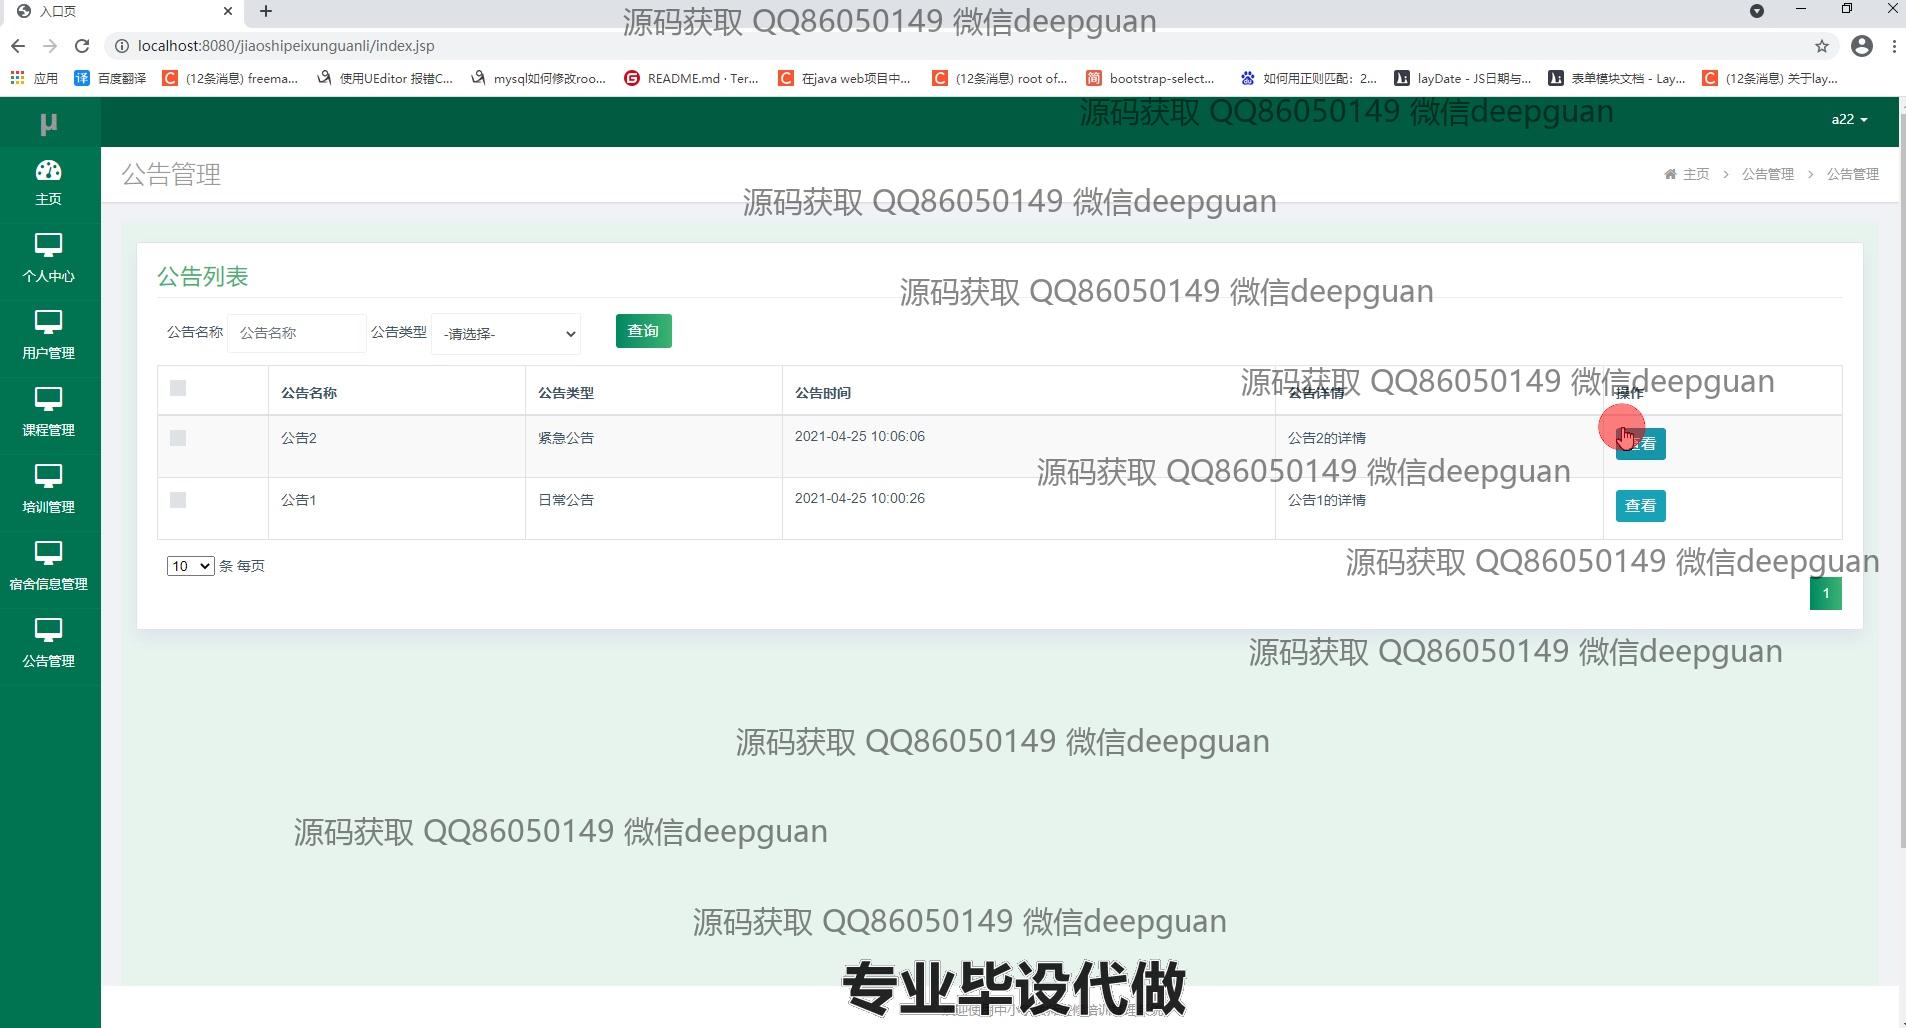 入口页
源码获取 QQ86050149 微信deepguan
localhost:8080/jiaoshipeixunguanli/index.jsp
应用
百度翻译
(12条消息) freema...
使用UEditor 报错C...
mysql如何修改roo...
README.md · Ter...
在java web项目中...
(12条消息) root of...
bootstrap-select...
如何用正则匹配：2...
layDate - JS日期与...
表单模块文档 - Lay...
(12条消息) 关于lay...
μ
源码获取 QQ86050149 微信deepguan
a22
主页
公告管理
主页 > 公告管理 > 公告管理
源码获取 QQ86050149 微信deepguan
个人中心
公告列表
源码获取 QQ86050149 微信deepguan
用户管理
公告名称 公告名称 公告类型 -请选择- 查询
源码获取 QQ86050149 微信deepguan
公告名称 公告类型 公告时间 公告详情 操作
课程管理
公告2 紧急公告 2021-04-25 10:06:06 公告2的详情 查看
源码获取 QQ86050149 微信deepguan
培训管理
公告1 日常公告 2021-04-25 10:00:26 公告1的详情 查看
10 条 每页
源码获取 QQ86050149 微信deepguan
宿舍信息管理
1
公告管理
源码获取 QQ86050149 微信deepguan
源码获取 QQ86050149 微信deepguan
源码获取 QQ86050149 微信deepguan
源码获取 QQ86050149 微信deepguan
专业毕设代做